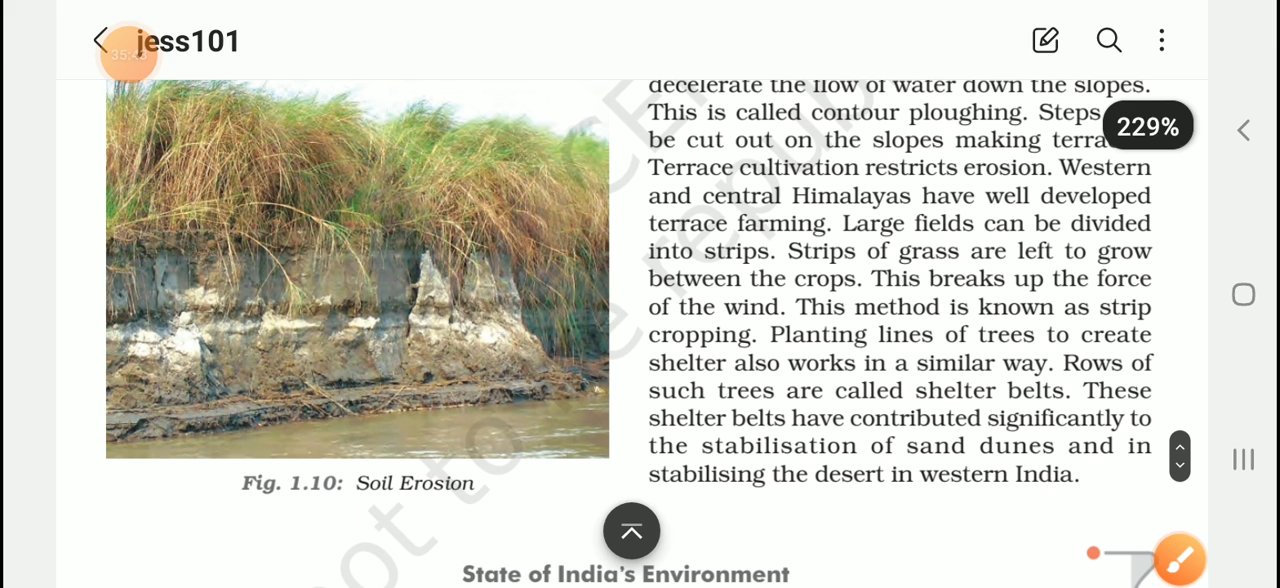 jess101
35:43
229%
decelerate the flow of water down the slopes.
This is called contour ploughing. Steps
be cut out on the slopes making
Terrace cultivation restricts erosion. Western
and central Himalayas have well developed
terrace farming. Large fields can be divided
into strips. Strips of grass are left to grow
between the crops. This breaks up the force
of the wind. This method is known as strip
cropping. Planting lines of trees to create
shelter also works in a similar way. Rows of
such trees are called shelter belts. These
shelter belts have contributed significantly to
the stabilisation of sand dunes and in
stabilising the desert in western India.
Fig. 1.10: Soil Erosion
State of India's Environment
not to be repub